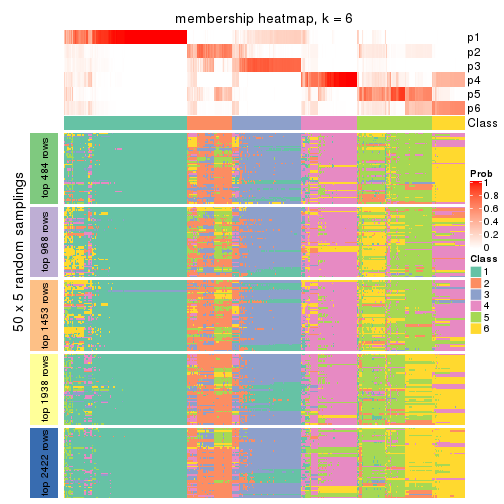 membership heatmap, k = 6
p1
p2
p3
p4
p5
p6
Class
50 x 5 random samplings
top 484 rows
top 968 rows
top 1453 rows
top 1938 rows
top 2422 rows
Prob
1
0.8
0.6
0.4
0.2
0
Class
1
2
3
4
5
6